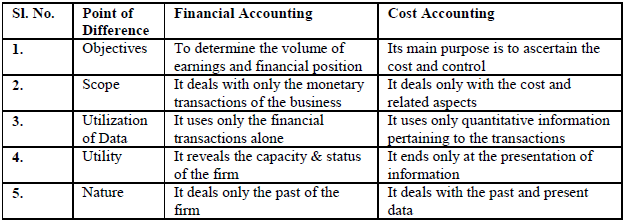 Sl. No. Point of Difference Financial Accounting Cost Accounting
1. Objectives To determine the volume of earnings and financial position Its main purpose is to ascertain the cost and control
2. Scope It deals with only the monetary transactions of the business It deals only with the cost and related aspects
3. Utilization of Data It uses only the financial transactions alone It uses only quantitative information pertaining to the transactions
4. Utility It reveals the capacity & status of the firm It ends only at the presentation of information
5. Nature It deals only the past of the firm It deals with the past and present data